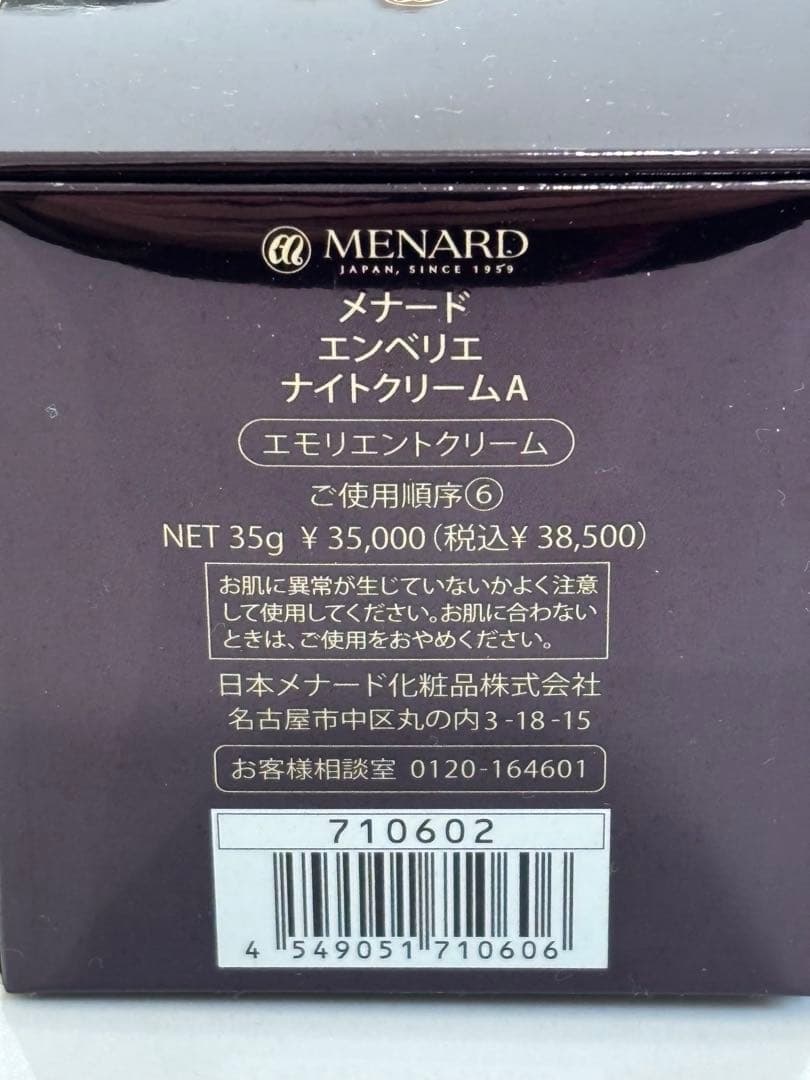 MENARD
JAPAN, SINCE 1959
メナード
エンベリエ
ナイトクリームA
エモリエントクリーム
ご使用順序⑥
NET 35g ¥35,000(税込¥38,500)
お肌に異常が生じていないかよく注意
して使用してください。お肌に合わない
ときは、ご使用をおやめください。
日本メナード化粧品株式会社
名古屋市中区丸の内3-18-15
お客様相談室 0120-164601
710602
4 549051 710606